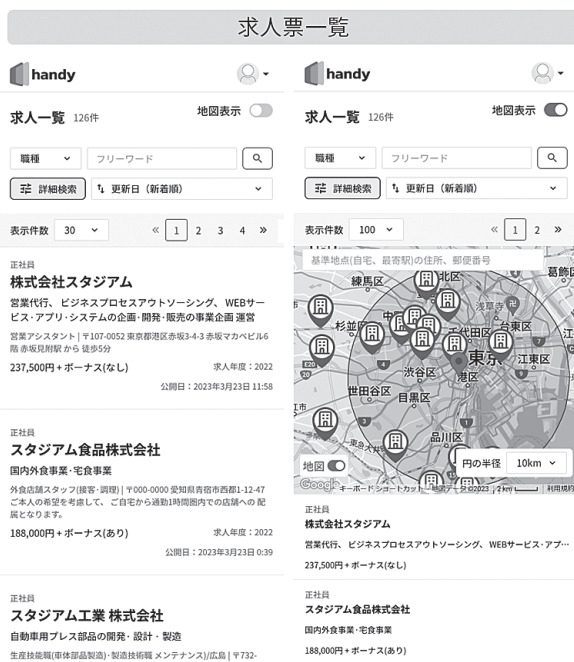 求人票一覧
handy
求人一覧 126件
地図表示
職種
フリーワード
詳細検索
更新日（新着順）
表示件数
30
«
1
2
3
4
»
正社員
株式会社スタジアム
営業代行、ビジネスプロセスアウトソーシング、WEBサー
ビス･アプリ･システムの企画･開発･販売の事業企画 運営
営業アシスタント | 〒107-0052 東京都港区赤坂3-4-3 赤坂マカベビル6
階 赤坂見附駅 から 徒歩5分
237,500円 + ボーナス(なし)
求人年度：2022
公開日：2023年3月23日 11:58
正社員
スタジアム食品株式会社
国内外食事業･宅食事業
外食店舗スタッフ(接客･調理) | 〒000-0000 愛知県青宿市西郡1-12-47
ご本人の希望を考慮して、 ご自宅から通勤1時間圏内での店舗への 配
属となります。
188,000円 + ボーナス(あり)
求人年度：2022
公開日：2023年3月23日 0:39
正社員
スタジアム工業 株式会社
自動車用プレス部品の開発･設計･製造
生産技能職(車体部品製造)･製造技術職 メンテナンス)/広島 | 〒732-
handy
求人一覧 126件
地図表示
職種
フリーワード
詳細検索
更新日（新着順）
表示件数
100
«
1
2
»
基準地点(自宅、最寄駅)の住所、郵便番号
練馬区
北区
葛飾区
浅草寺
杉並区
千代田区
台東区
東京
江東区
渋谷区
港区
世田谷区
目黒区
品川区
地図
円の半径
10km
Google
キーボード ショートカット
地図データ ©2023
2 km
利用規約
正社員
株式会社スタジアム
営業代行、ビジネスプロセスアウトソーシング、WEBサービス･アプ…
237,500円 + ボーナス(なし)
正社員
スタジアム食品株式会社
国内外食事業･宅食事業
188,000円 + ボーナス(あり)